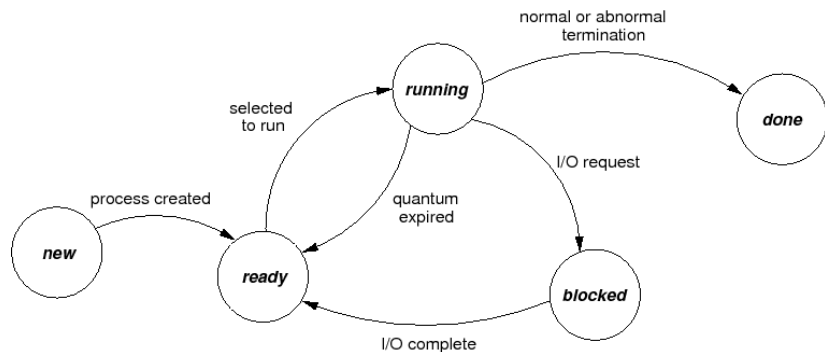 normal or abnormal
termination
running
done
selected
to run
I/O request
process created
quantum
expired
new
ready
blocked
I/O complete